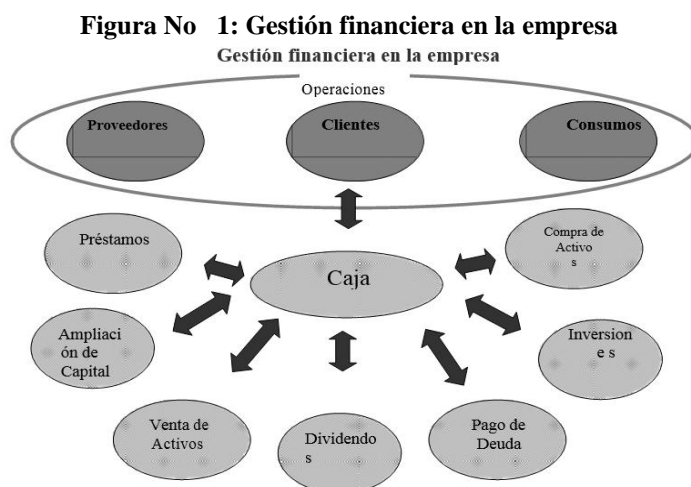 Figura No 1: Gestión financiera en la empresa
Gestión financiera en la empresa
Operaciones
Proveedores
Clientes
Consumos
Préstamos
Caja
Compra de
Activo
s
Ampliaci
ón de
Capital
Inversion
e s
Venta de
Activos
Dividendo
s
Pago de
Deuda